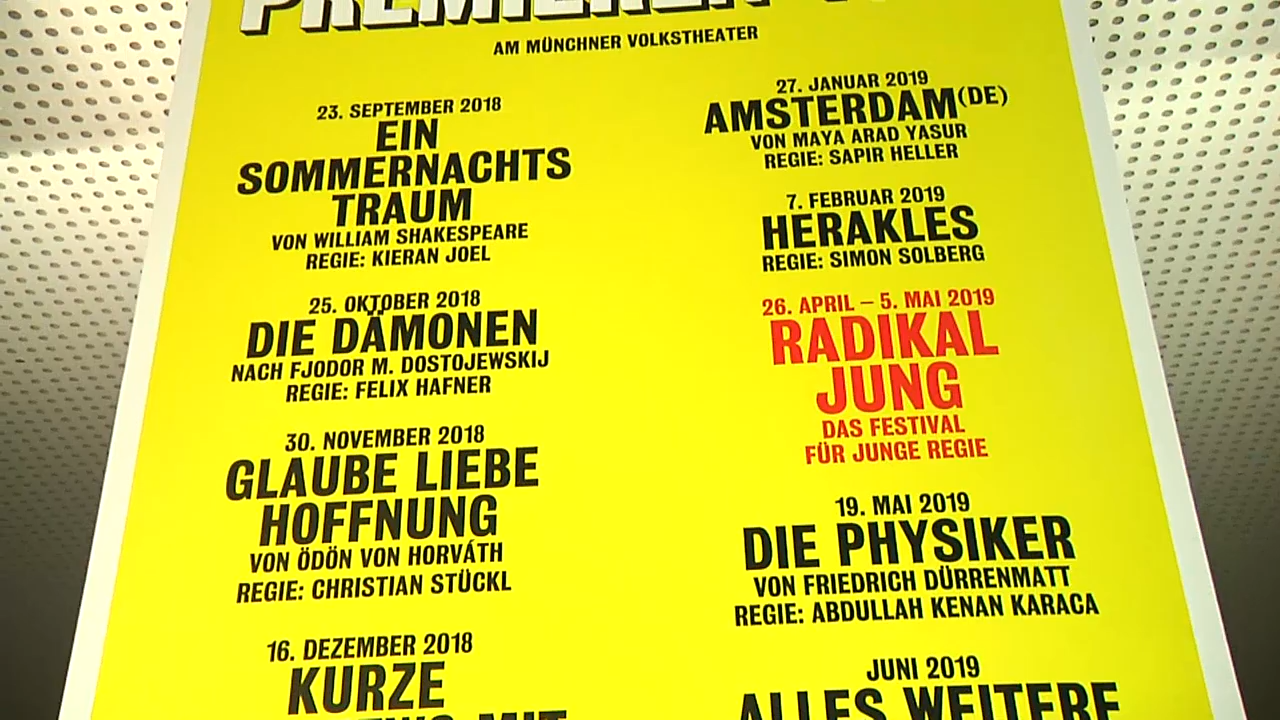 AM MÜNCHNER VOLKSTHEATER
23. SEPTEMBER 2018
EIN
SOMMERNACHTS
TRAUM
VON WILLIAM SHAKESPEARE
REGIE: KIERAN JOEL
25. OKTOBER 2018
DIE DÄMONEN
NACH FJODOR M. DOSTOJEWSKIJ
REGIE: FELIX HAFNER
30. NOVEMBER 2018
GLAUBE LIEBE
HOFFNUNG
VON ÖDÖN VON HORVÁTH
REGIE: CHRISTIAN STÜCKL
16. DEZEMBER 2018
KURZE
MIT
27. JANUAR 2019
AMSTERDAM (DE)
VON MAYA ARAD YASUR
REGIE: SAPIR HELLER
7. FEBRUAR 2019
HERAKLES
REGIE: SIMON SOLBERG
26. APRIL – 5. MAI 2019
RADIKAL
JUNG
DAS FESTIVAL
FÜR JUNGE REGIE
19. MAI 2019
DIE PHYSIKER
VON FRIEDRICH DÜRRENMATT
REGIE: ABDULLAH KENAN KARACA
JUNI 2019
ALLES WEITERE